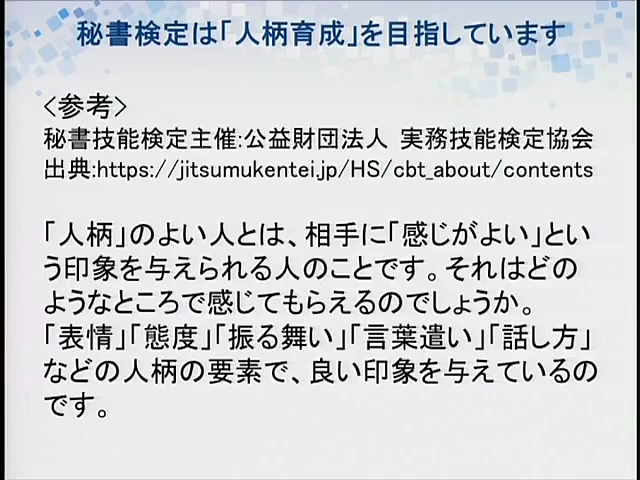 秘書検定は「人柄育成」を目指しています
<参考>
秘書技能検定主催:公益財団法人 実務技能検定協会
出典:https://jitsumukentei.jp/HS/cbt_about/contents
「人柄」のよい人とは、相手に「感じがよい」とい
う印象を与えられる人のことです。それはどの
ようなところで感じてもらえるのでしょうか。
「表情」「態度」「振る舞い」「言葉遣い」「話し方」
などの人柄の要素で、良い印象を与えているの
です。